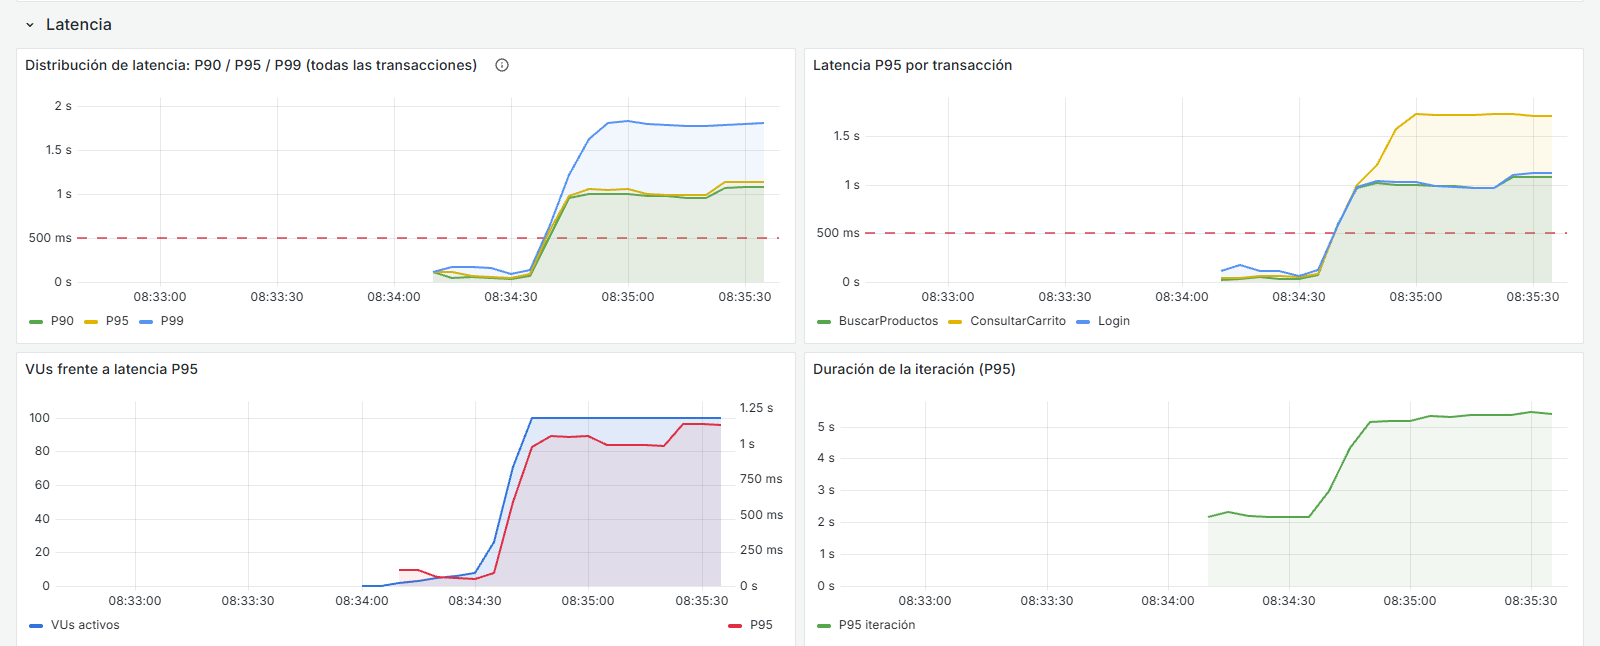 Latencia
Distribución de latencia: P90 / P95 / P99 (todas las transacciones)
2 s
1.5 s
1 s
500 ms
0 s
08:33:00 08:33:30 08:34:00 08:34:30 08:35:00 08:35:30
P90 P95 P99
Latencia P95 por transacción
1.5 s
1 s
500 ms
0 s
08:33:00 08:33:30 08:34:00 08:34:30 08:35:00 08:35:30
BuscarProductos ConsultarCarrito Login
VUs frente a latencia P95
100
80
60
40
20
0
1.25 s
1 s
750 ms
500 ms
250 ms
0 s
08:33:00 08:33:30 08:34:00 08:34:30 08:35:00 08:35:30
VUs activos P95
Duración de la iteración (P95)
5 s
4 s
3 s
2 s
1 s
0 s
08:33:00 08:33:30 08:34:00 08:34:30 08:35:00 08:35:30
P95 iteración